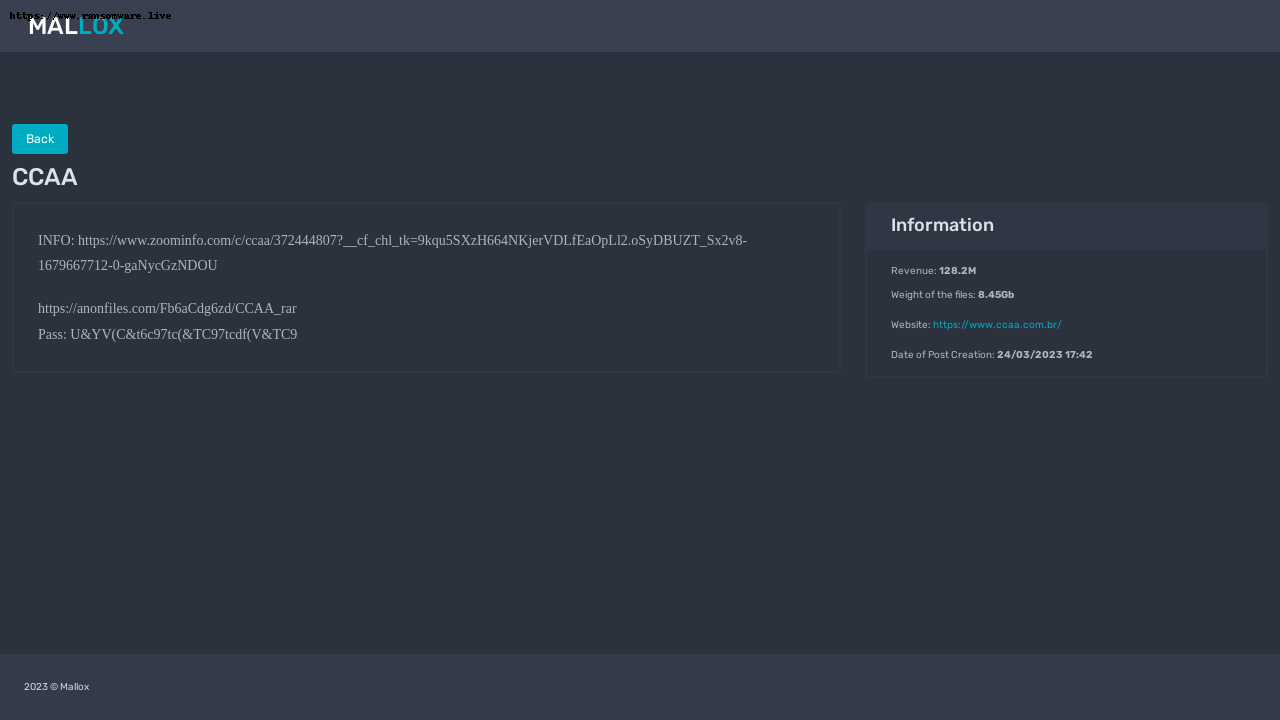 https://www.ransomware.live
MALLOX
Back
CCAA
INFO: https://www.zoominfo.com/c/ccaa/372444807?__cf_chl_tk=9kqu5SXzH664NKjerVDLfEaOpLl2.oSyDBUZT_Sx2v8-
1679667712-0-gaNycGzNDOU
https://anonfiles.com/Fb6aCdg6zd/CCAA_rar
Pass: U&YV(C&t6c97tc(&TC97tcdf(V&TC9
Information
Revenue: 128.2M
Weight of the files: 8.45Gb
Website: https://www.ccaa.com.br/
Date of Post Creation: 24/03/2023 17:42
2023 © Mallox